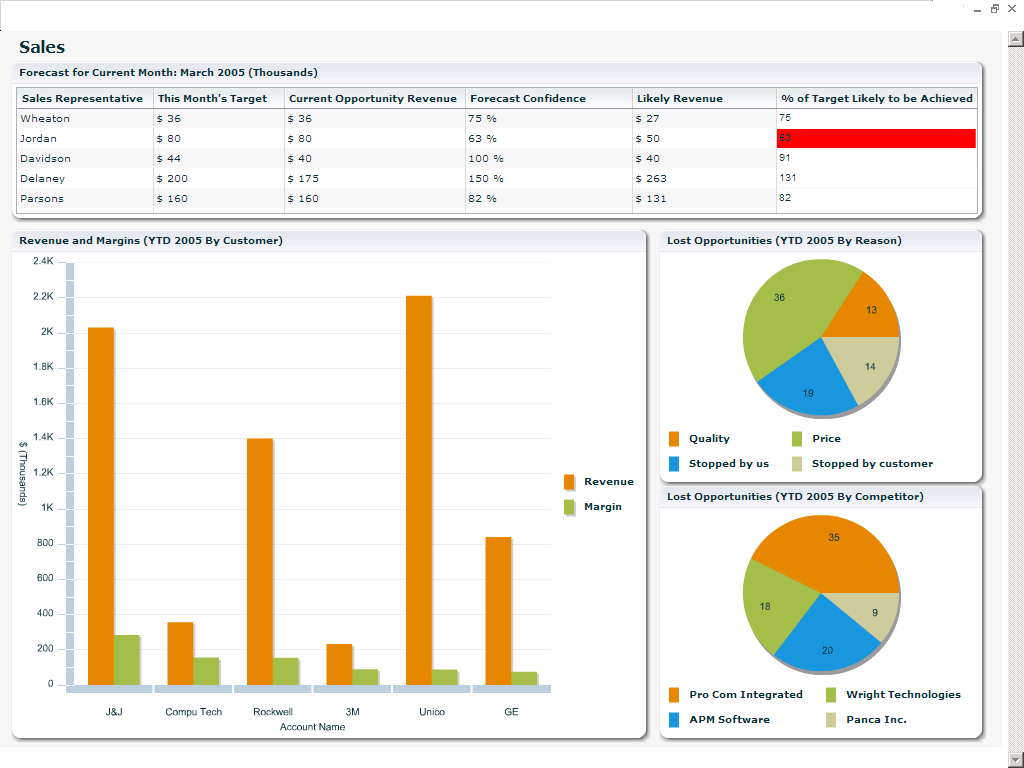 Sales
Forecast for Current Month: March 2005 (Thousands)
Sales Representative This Month's Target Current Opportunity Revenue Forecast Confidence Likely Revenue % of Target Likely to be Achieved
Wheaton $ 36 $ 36 75 % $ 27 75
Jordan $ 80 $ 80 63 % $ 50 63
Davidson $ 44 $ 40 100 % $ 40 91
Delaney $ 200 $ 175 150 % $ 263 131
Parsons $ 160 $ 160 82 % $ 131 82
Revenue and Margins (YTD 2005 By Customer)
2.4K
2.2K
2K
1.8K
1.6K
1.4K
1.2K
1K
800
600
400
200
0
$ (Thousands)
J&J Compu Tech Rockwell 3M Unico GE
Account Name
Revenue
Margin
Lost Opportunities (YTD 2005 By Reason)
36
13
14
19
Quality Price
Stopped by us Stopped by customer
Lost Opportunities (YTD 2005 By Competitor)
35
18
9
20
Pro Com Integrated Wright Technologies
APM Software Panca Inc.